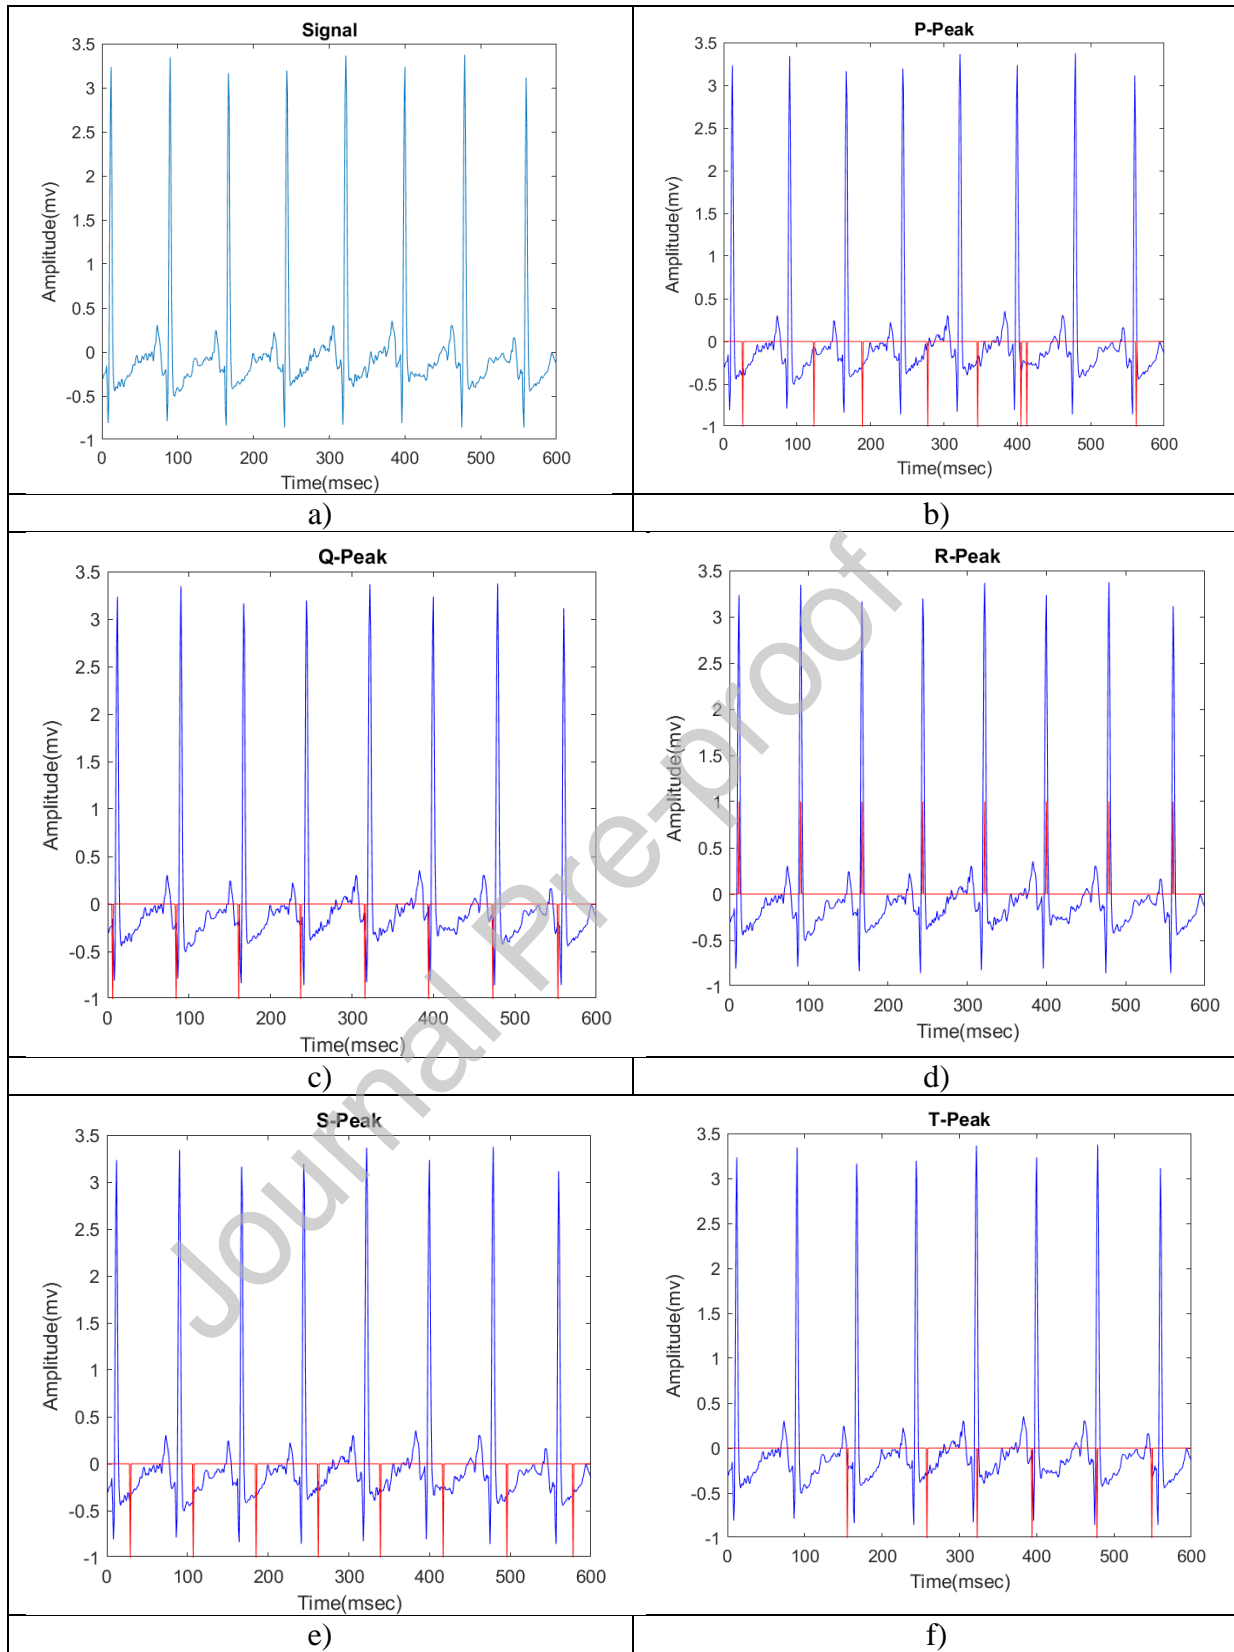 Signal
3.5
3
2.5
2
1.5
1
0.5
0
-0.5
-1
Amplitude(mv)
0 100 200 300 400 500 600
Time(msec)
P-Peak
3.5
3
2.5
2
1.5
1
0.5
0
-0.5
-1
Amplitude(mv)
0 100 200 300 400 500 600
Time(msec)
a)
b)
Q-Peak
3.5
3
2.5
2
1.5
1
0.5
0
-0.5
-1
Amplitude(mv)
0 100 200 300 400 500 600
Time(msec)
R-Peak
3.5
3
2.5
2
1.5
1
0.5
0
-0.5
-1
Amplitude(mv)
0 100 200 300 400 500 600
Time(msec)
c)
d)
S-Peak
3.5
3
2.5
2
1.5
1
0.5
0
-0.5
-1
Amplitude(mv)
0 100 200 300 400 500 600
Time(msec)
T-Peak
3.5
3
2.5
2
1.5
1
0.5
0
-0.5
-1
Amplitude(mv)
0 100 200 300 400 500 600
Time(msec)
e)
f)
Journal Pre-proof